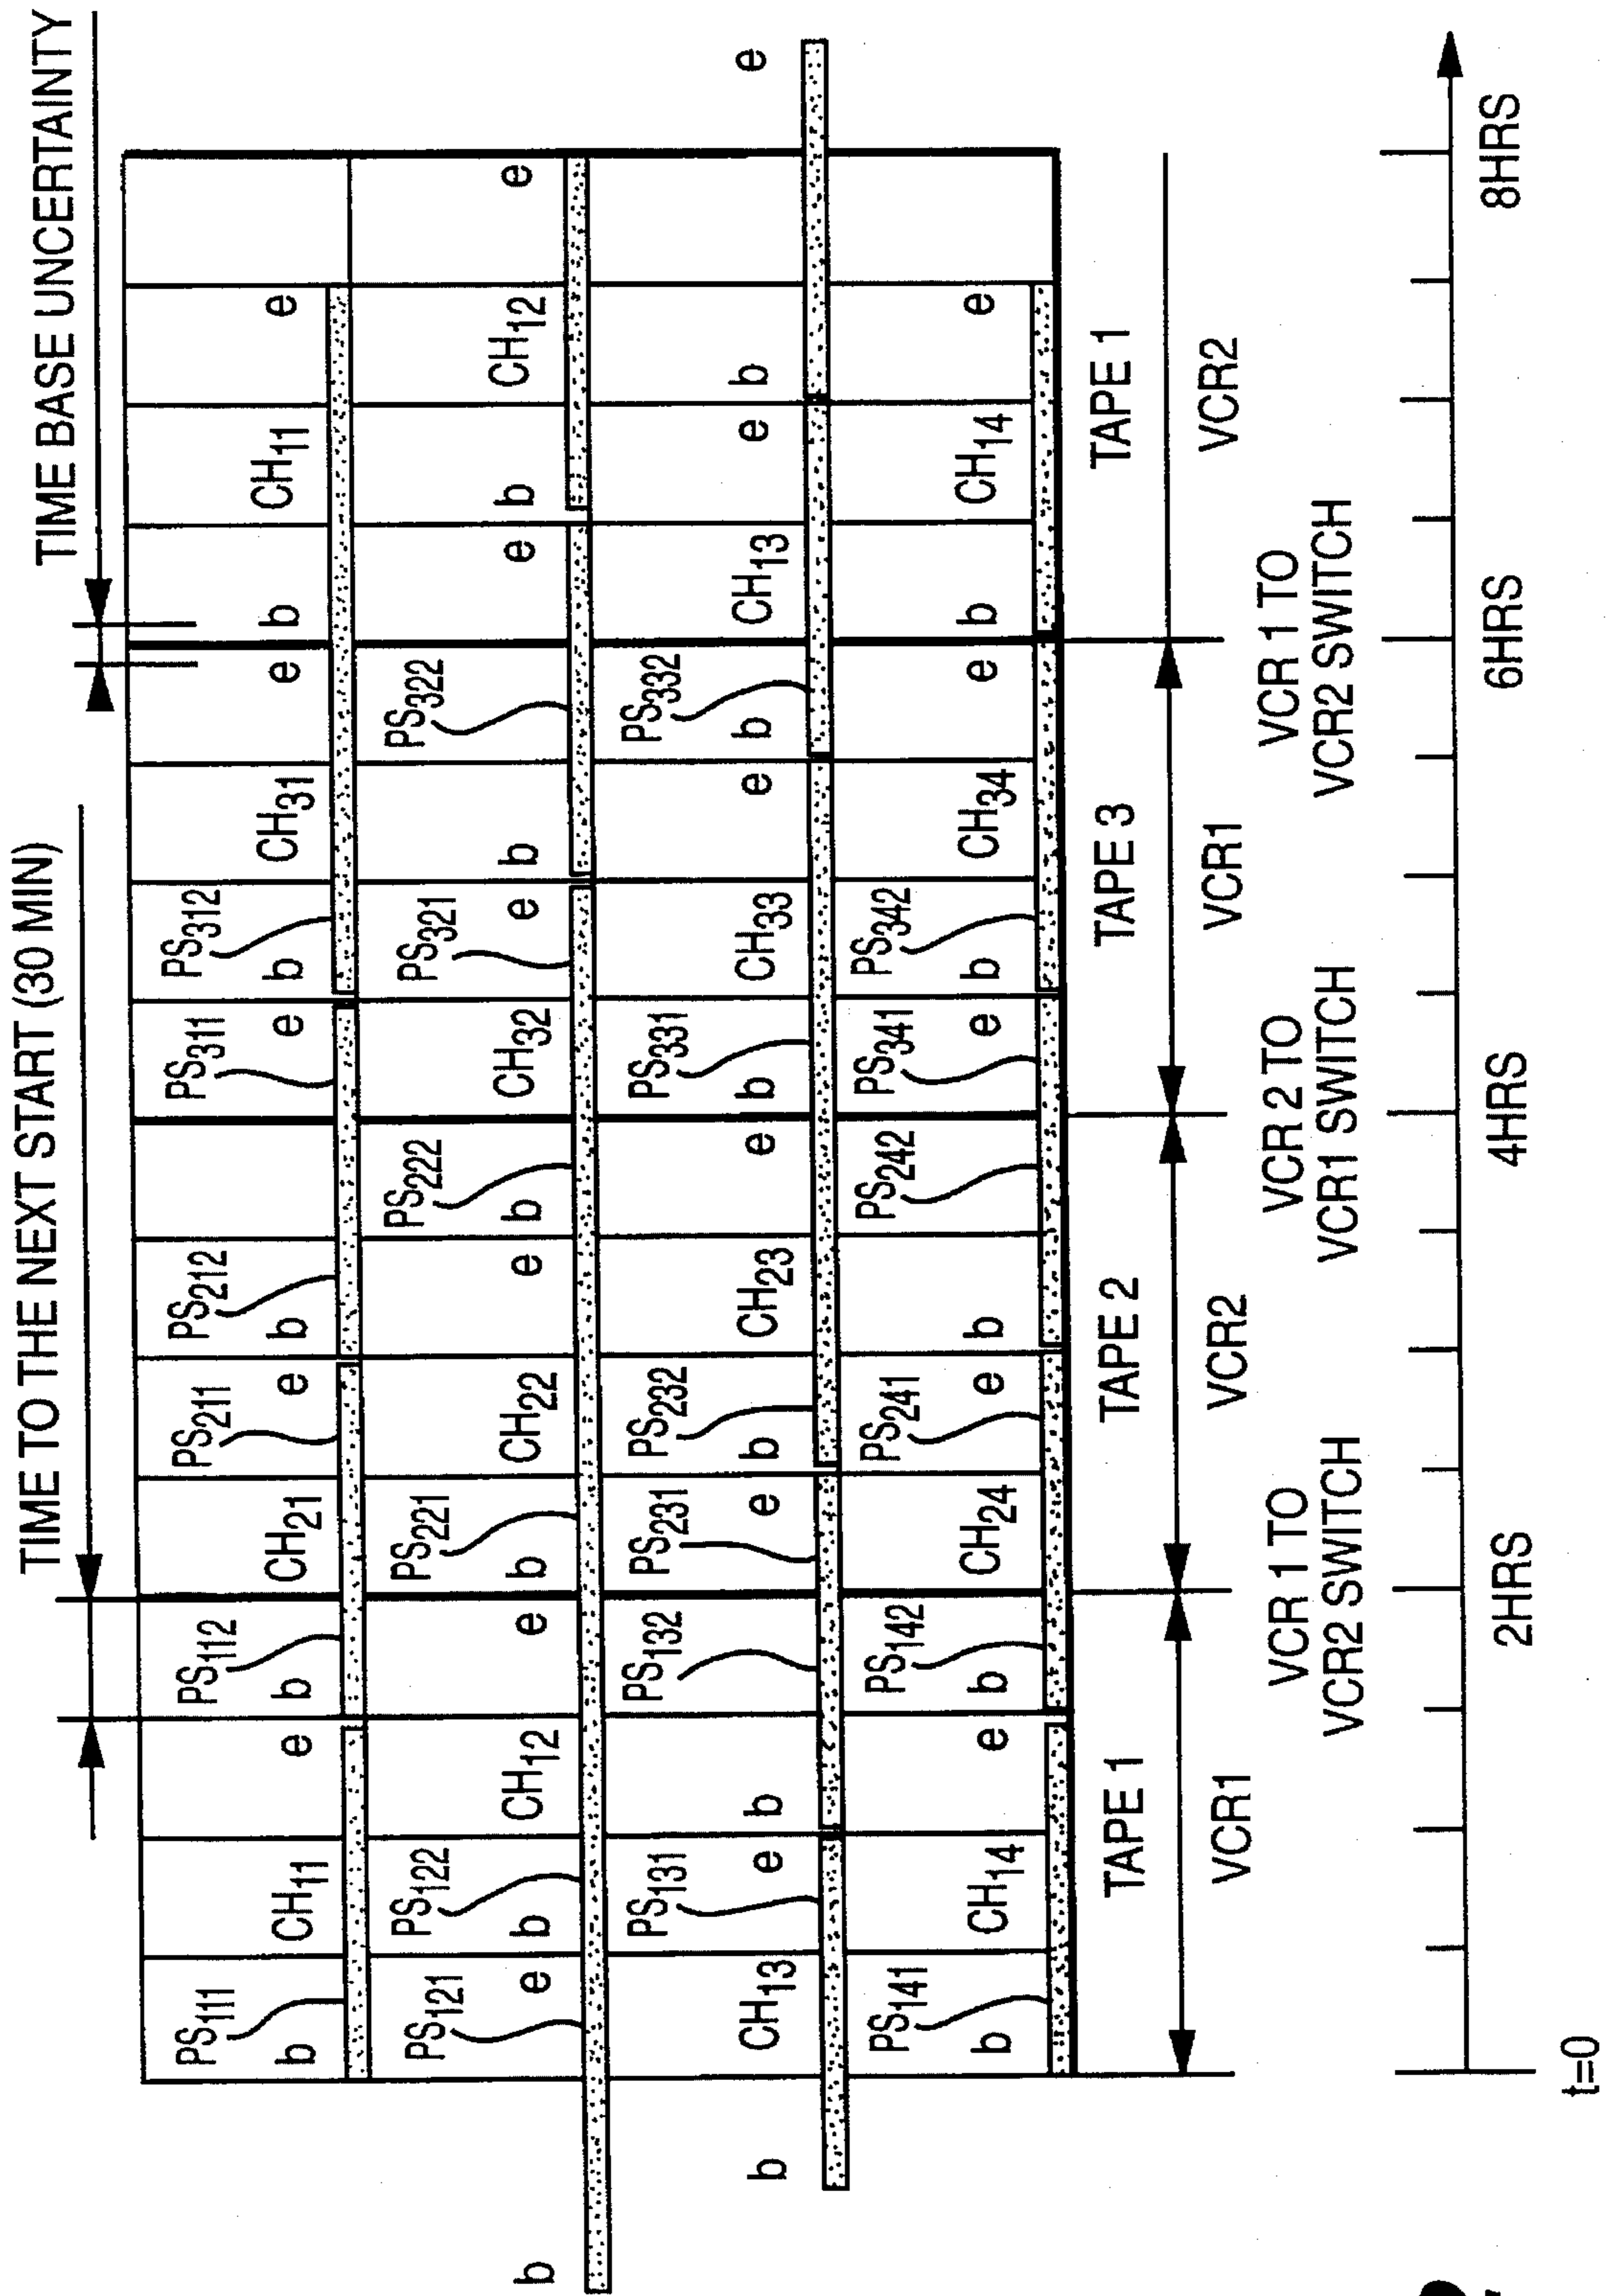 TIME TO THE NEXT START (30 MIN)
TIME BASE UNCERTAINTY
PS111 PS112 PS211 PS212 PS311 PS312
b CH11 e b CH21 e b e b CH31 e b CH11 e
PS121 PS122 PS221 PS222 PS321 PS322
b e b CH12 e b CH22 e b CH32 e b e b CH12 e
PS131 PS132 PS231 PS232 PS331 PS332
b CH13 e b e b CH23 e b CH33 e b CH13 e b e
PS141 PS142 PS241 PS242 PS341 PS342
b CH14 e b CH24 e b e b CH34 e b CH14 e
TAPE 1 TAPE 2 TAPE 3 TAPE 1
VCR1 VCR2 VCR1 VCR2
VCR 1 TO
VCR2 SWITCH
VCR 2 TO
VCR1 SWITCH
VCR 1 TO
VCR2 SWITCH
2HRS 4HRS 6HRS 8HRS
t=0